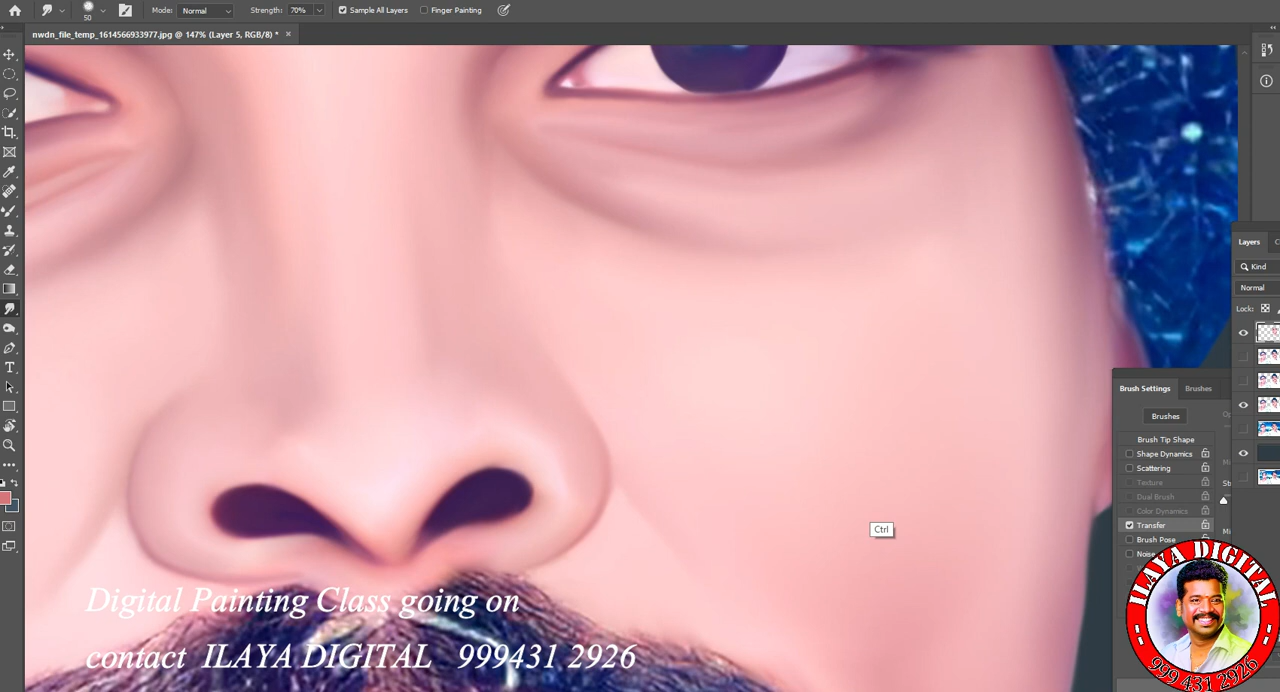 50
Mode: Normal
Strength: 70%
Sample All Layers
Finger Painting
nwdn_file_temp_1614566933977.jpg @ 147% (Layer 5, RGB/8) *
Layers
Kind
Normal
Lock:
Brush Settings
Brushes
Brushes
Brush Tip Shape
Shape Dynamics
Scattering
Texture
Dual Brush
Color Dynamics
Transfer
Brush Pose
Ctrl
Digital Painting Class going on
contact ILAYA DIGITAL 999431 2926
ILAYA DIGITAL
999 431 2926